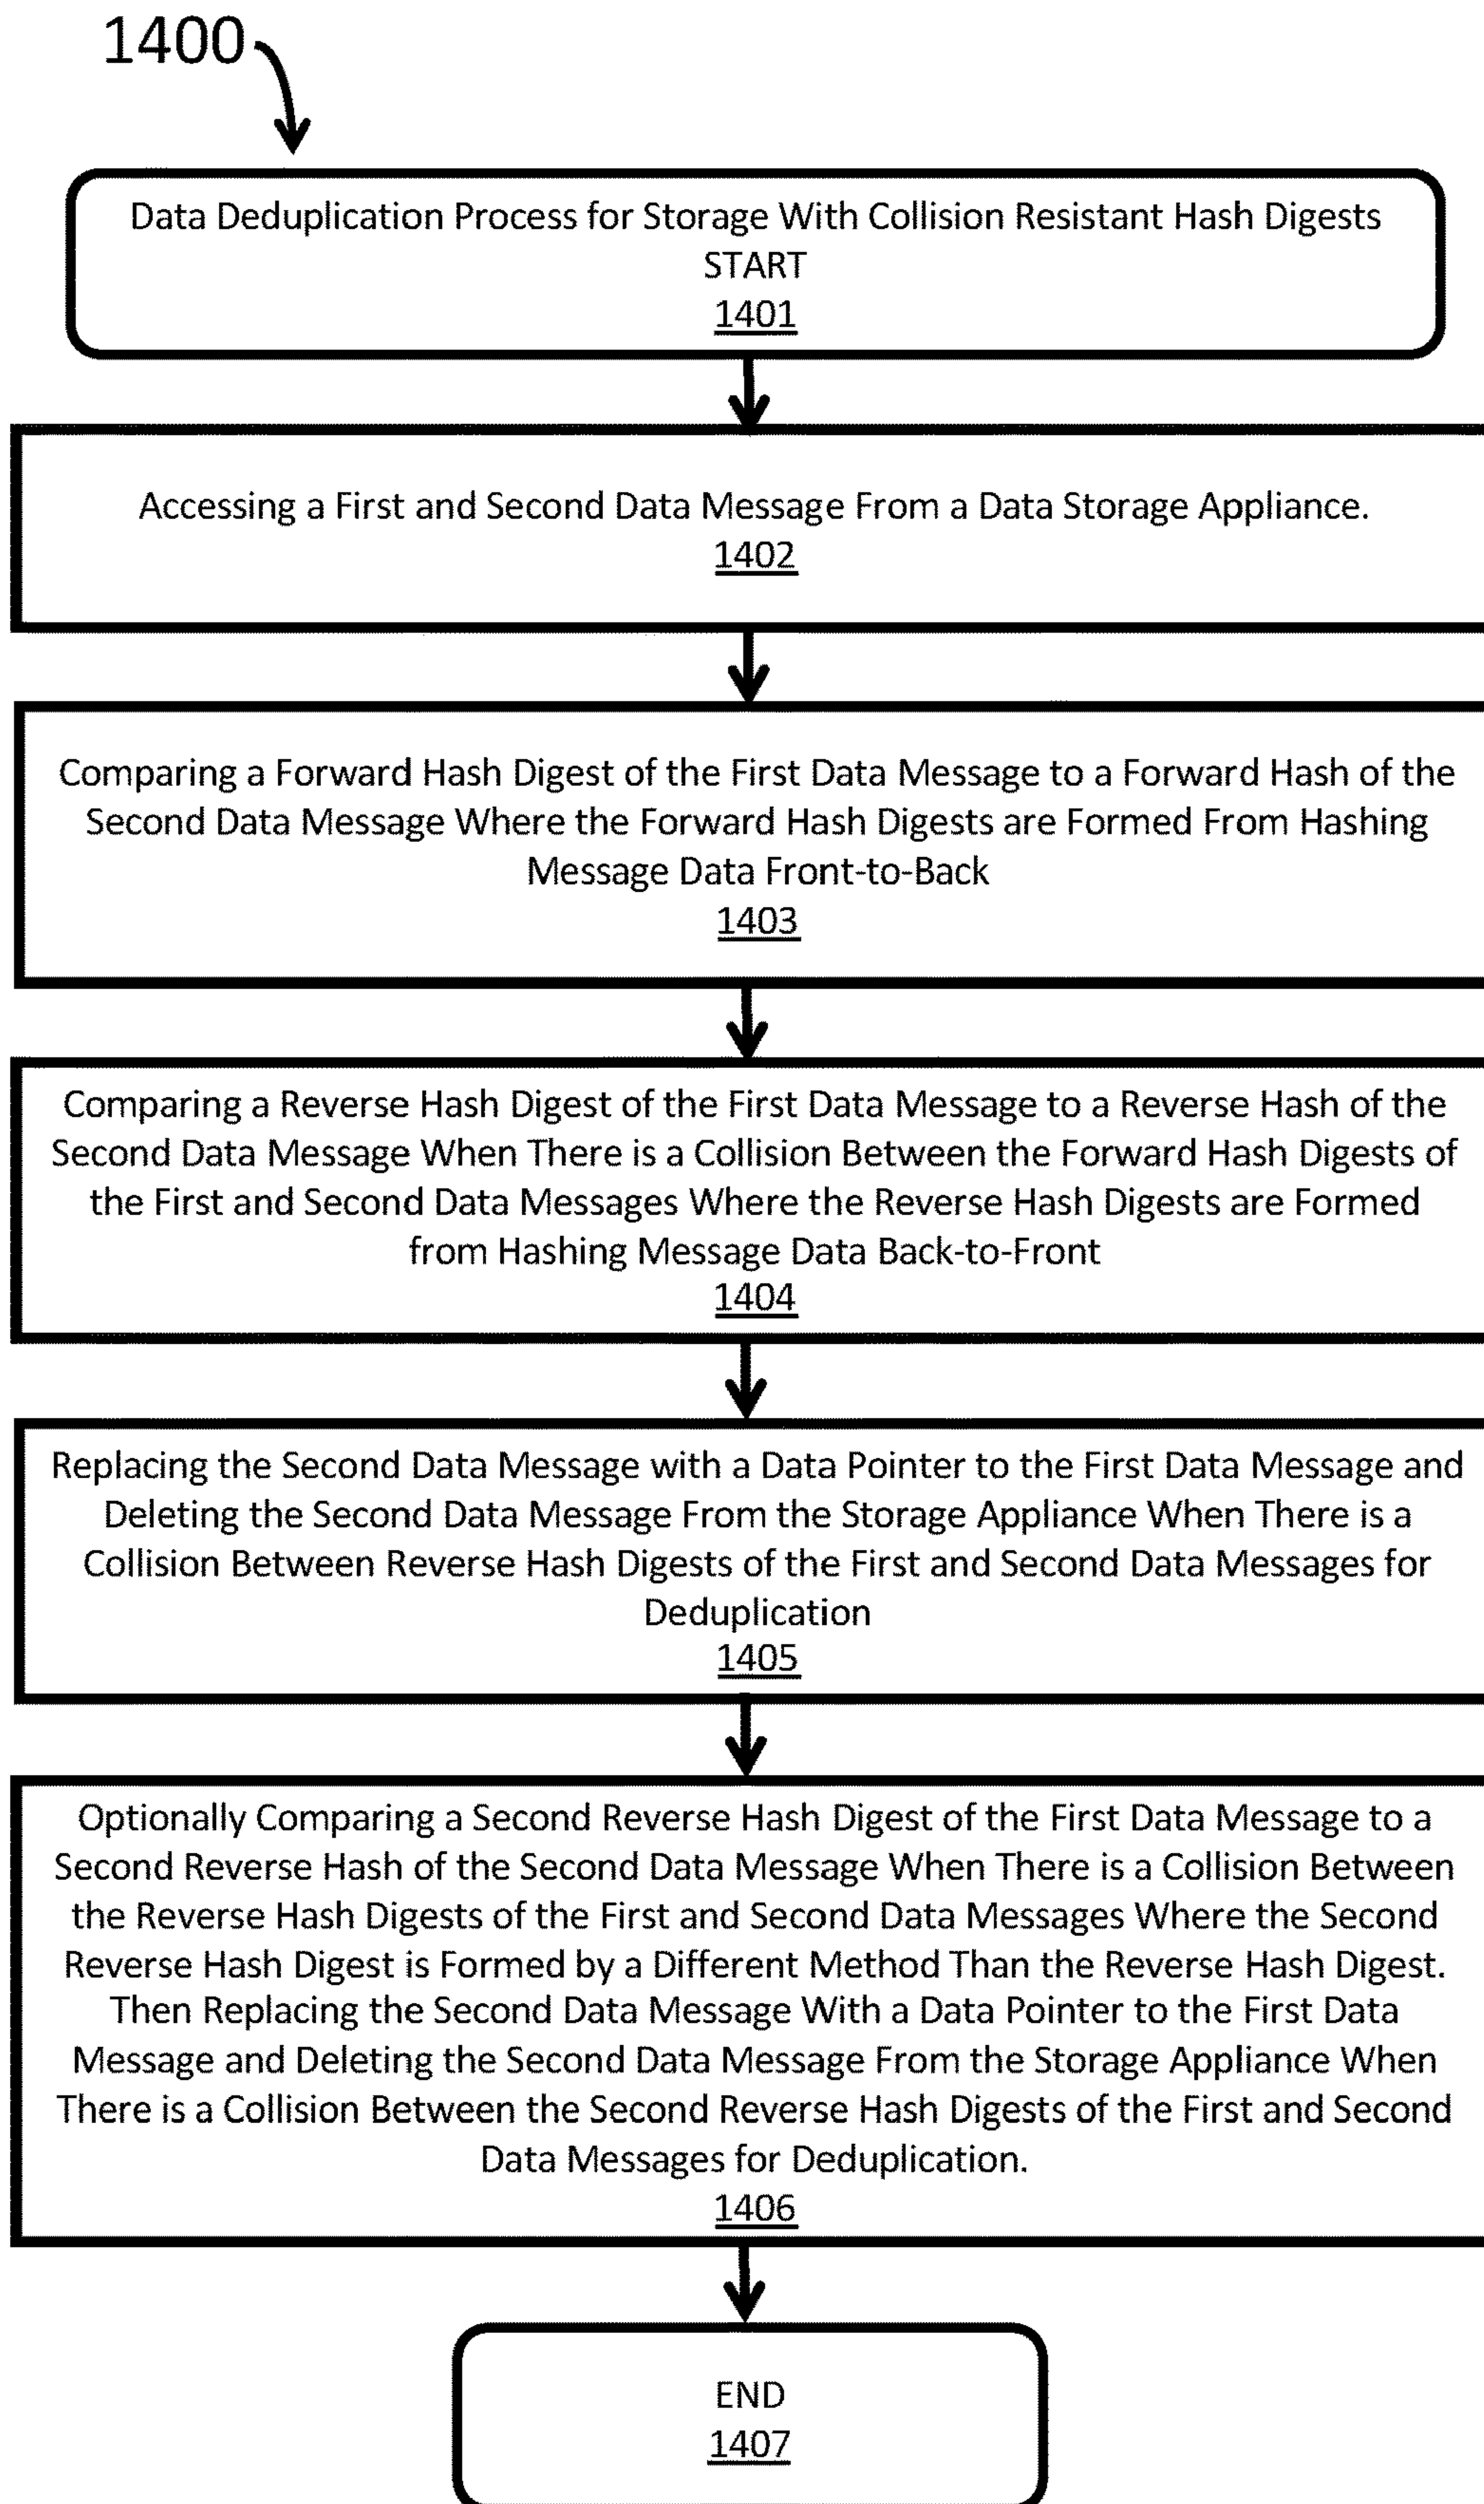 1400
Data Deduplication Process for Storage With Collision Resistant Hash Digests
START
1401
Accessing a First and Second Data Message From a Data Storage Appliance.
1402
Comparing a Forward Hash Digest of the First Data Message to a Forward Hash of the
Second Data Message Where the Forward Hash Digests are Formed From Hashing
Message Data Front-to-Back
1403
Comparing a Reverse Hash Digest of the First Data Message to a Reverse Hash of the
Second Data Message When There is a Collision Between the Forward Hash Digests of
the First and Second Data Messages Where the Reverse Hash Digests are Formed
from Hashing Message Data Back-to-Front
1404
Replacing the Second Data Message with a Data Pointer to the First Data Message and
Deleting the Second Data Message From the Storage Appliance When There is a
Collision Between Reverse Hash Digests of the First and Second Data Messages for
Deduplication
1405
Optionally Comparing a Second Reverse Hash Digest of the First Data Message to a
Second Reverse Hash of the Second Data Message When There is a Collision Between
the Reverse Hash Digests of the First and Second Data Messages Where the Second
Reverse Hash Digest is Formed by a Different Method Than the Reverse Hash Digest.
Then Replacing the Second Data Message With a Data Pointer to the First Data
Message and Deleting the Second Data Message From the Storage Appliance When
There is a Collision Between the Second Reverse Hash Digests of the First and Second
Data Messages for Deduplication.
1406
END
1407